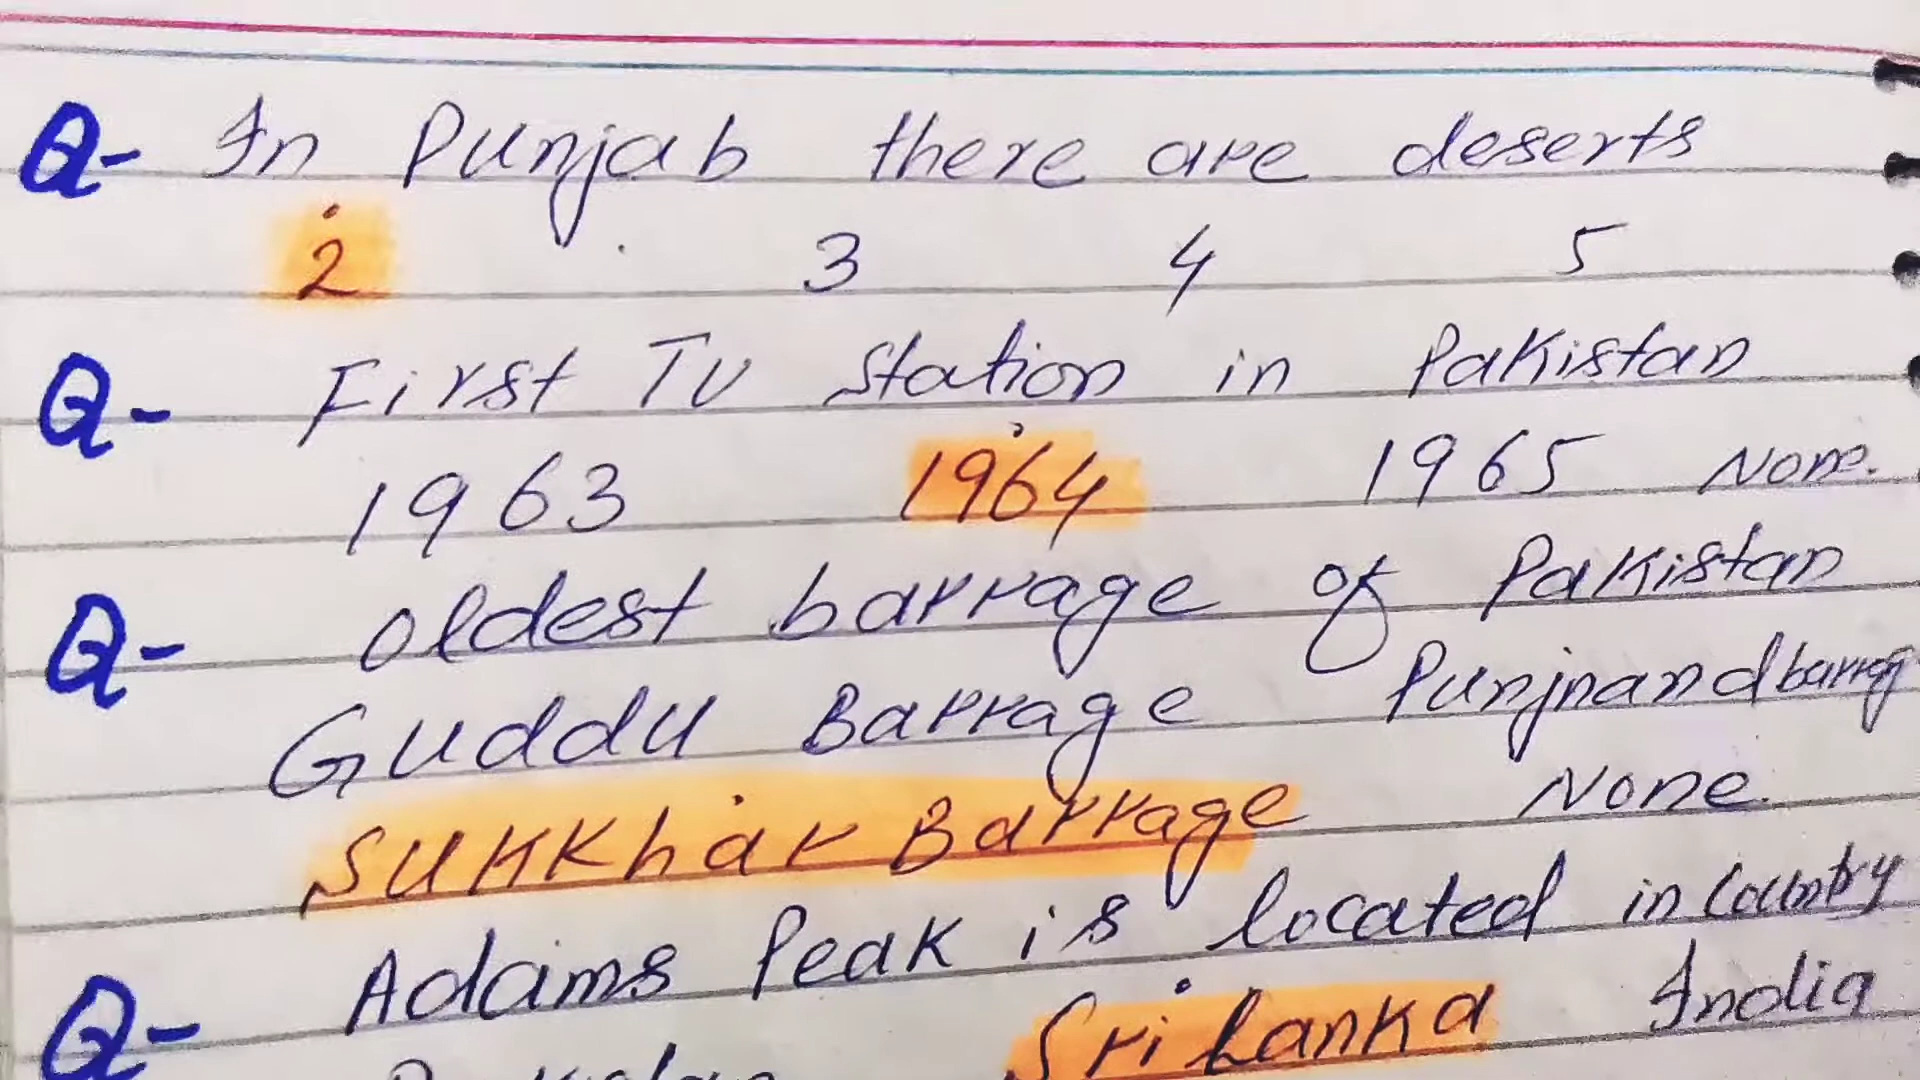 Q- In Punjab there are deserts
2 3 4 5
Q- First TV Station in Pakistan
1963 1964 1965 None.
Q- oldest barrage of Pakistan
Guddu Barrage Punjnand barrag
Sukkhar Barrage None.
Q- Adams Peak is located in Country
Sri Lanka India